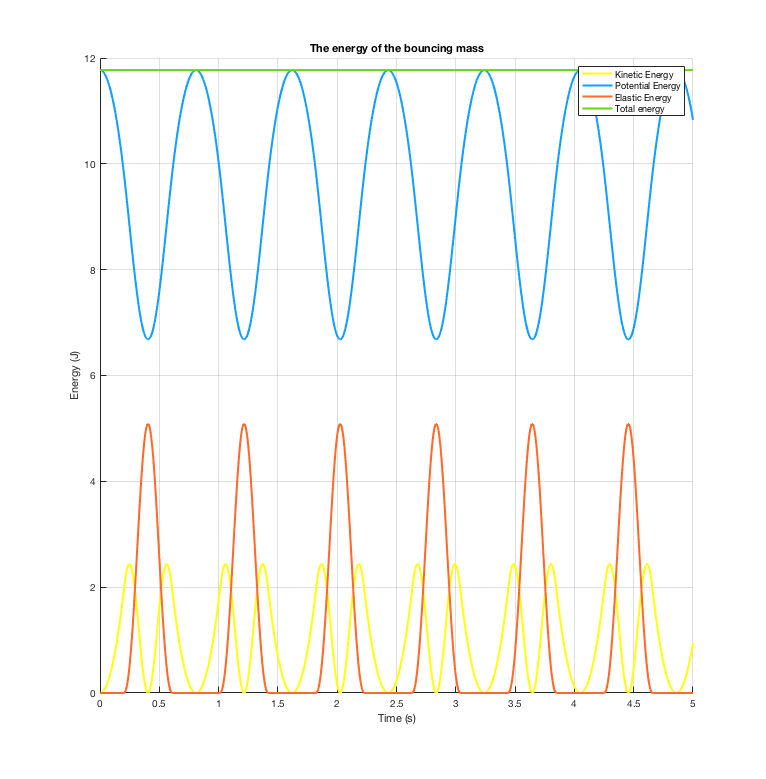 The energy of the bouncing mass
12
10
8
6
4
2
0
Energy (J)
Kinetic Energy
Potential Energy
Elastic Energy
Total energy
0 0.5 1 1.5 2 2.5 3 3.5 4 4.5 5
Time (s)